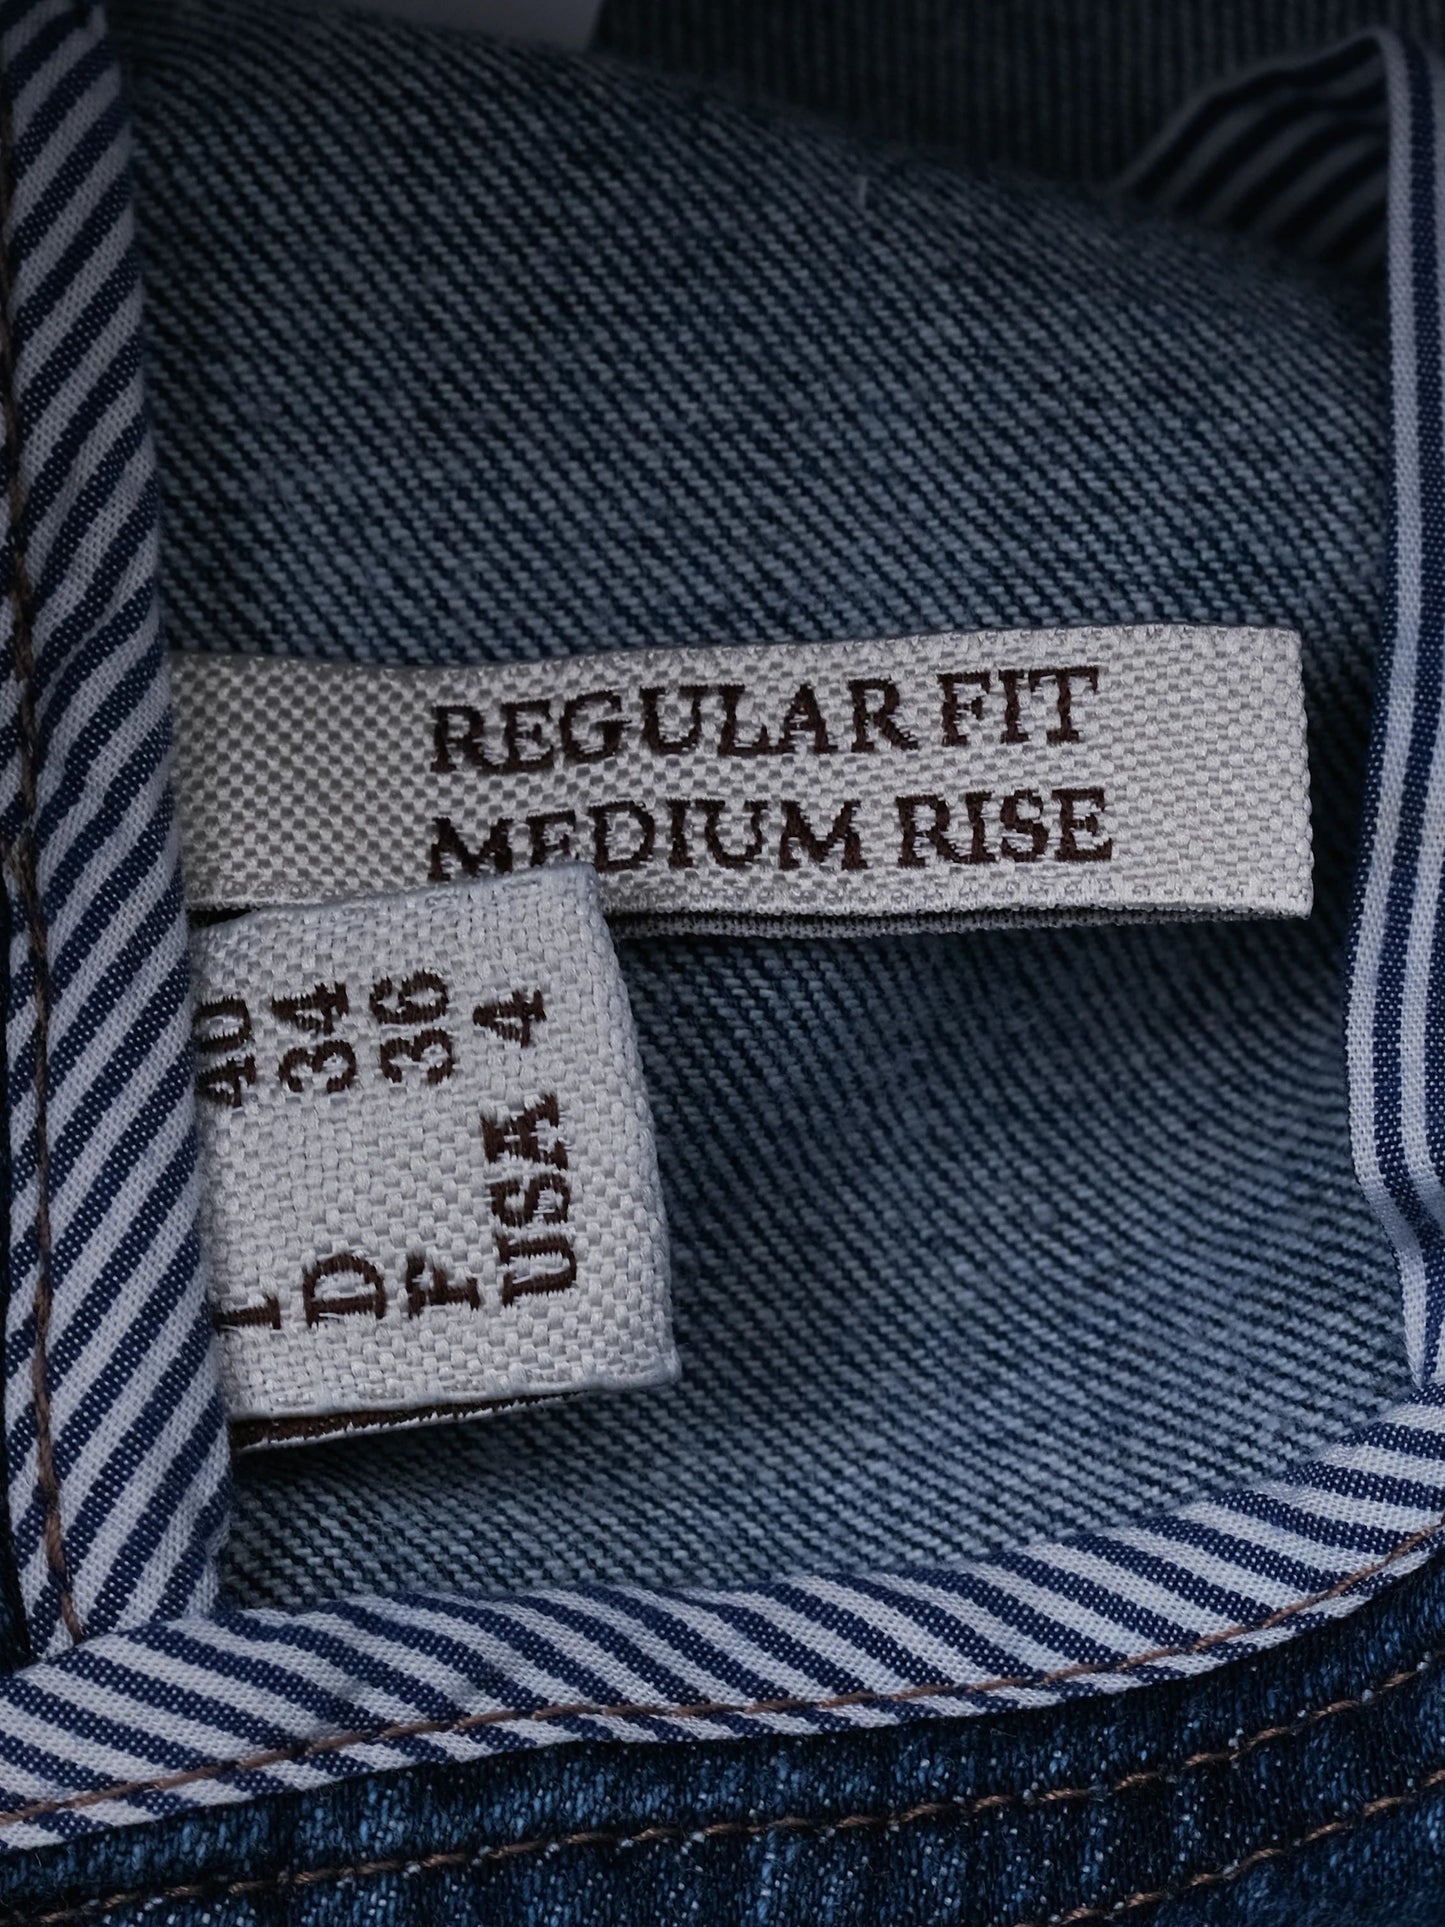 REGULAR FIT
MEDIUM RISE
I 40
D 34
F 36
USA 4